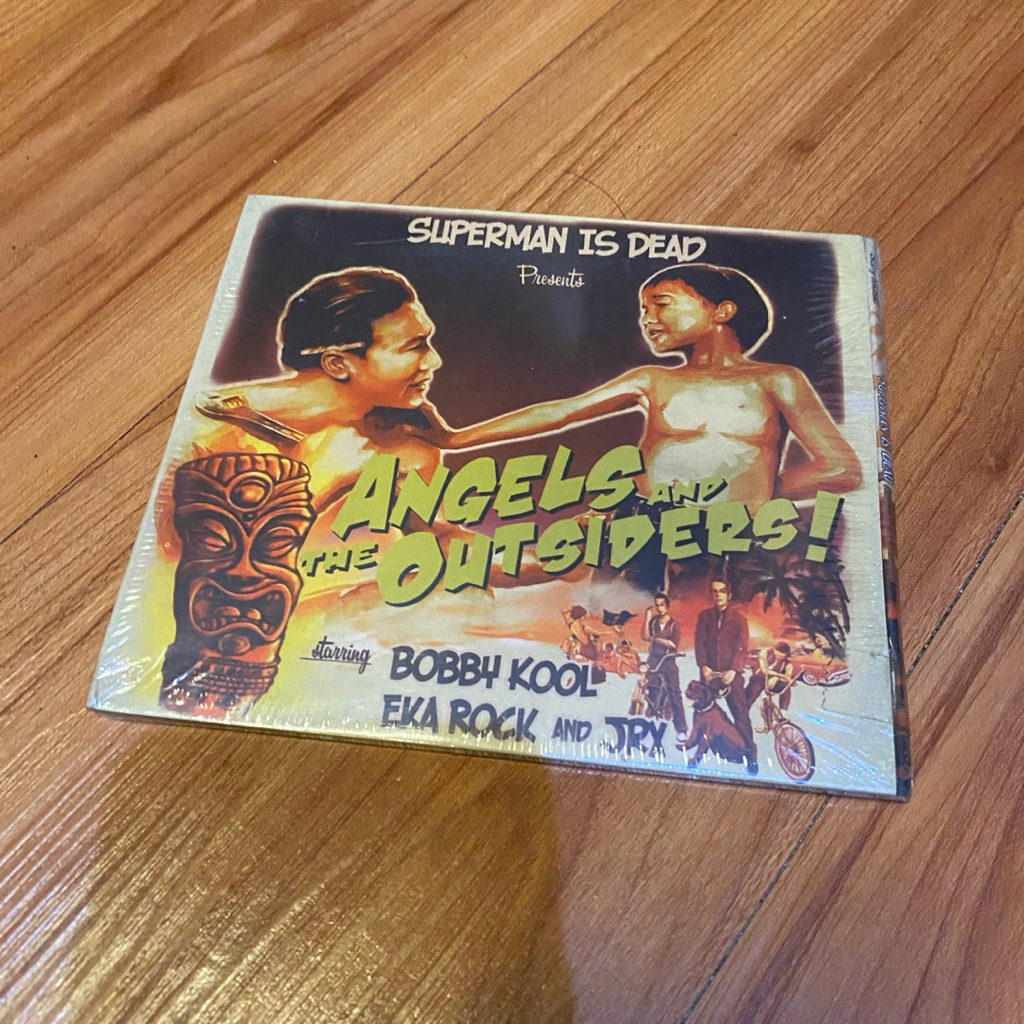 SUPERMAN IS DEAD
Presents
ANGELS AND
THE OUTSIDERS!
starring BOBBY KOOL
EKA ROCK AND JRX